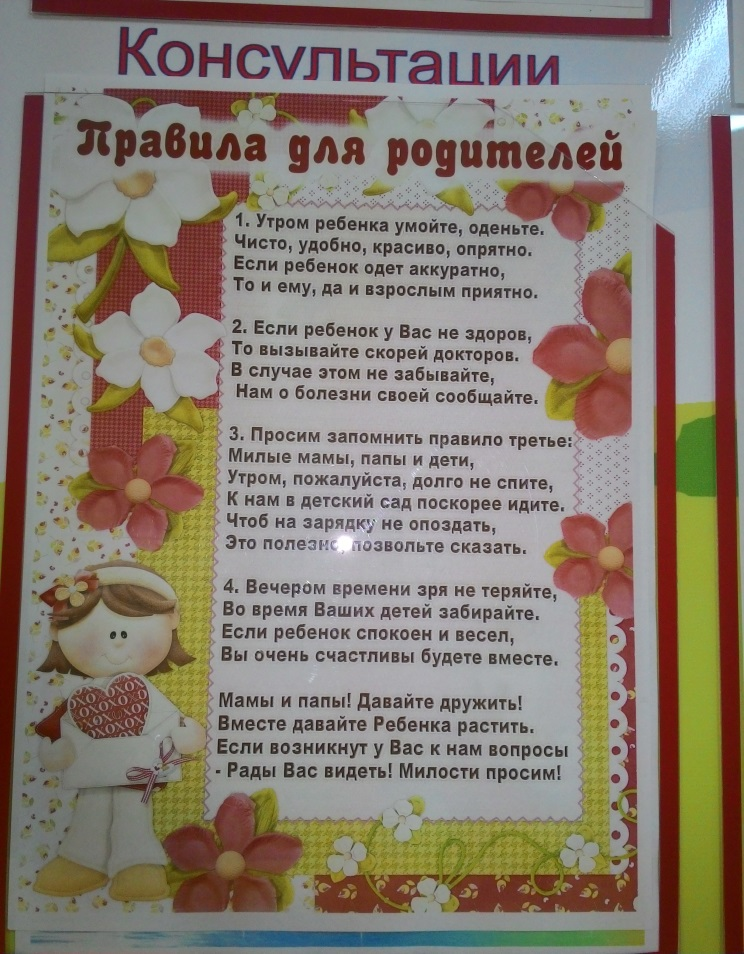 Консультации
Правила для родителей
1. Утром ребенка умойте, оденьте.
Чисто, удобно, красиво, опрятно.
Если ребенок одет аккуратно,
То и ему, да и взрослым приятно.
2. Если ребенок у Вас не здоров,
То вызывайте скорей докторов.
В случае этом не забывайте,
Нам о болезни своей сообщайте.
3. Просим запомнить правило третье:
Милые мамы, папы и дети,
Утром, пожалуйста, долго не спите,
К нам в детский сад поскорее идите.
Чтоб на зарядку не опоздать,
Это полезно, позвольте сказать.
4. Вечером времени зря не теряйте,
Во время Ваших детей забирайте.
Если ребенок спокоен и весел,
Вы очень счастливы будете вместе.
Мамы и папы! Давайте дружить!
Вместе давайте Ребенка растить.
Если возникнут у Вас к нам вопросы
- Рады Вас видеть! Милости просим!